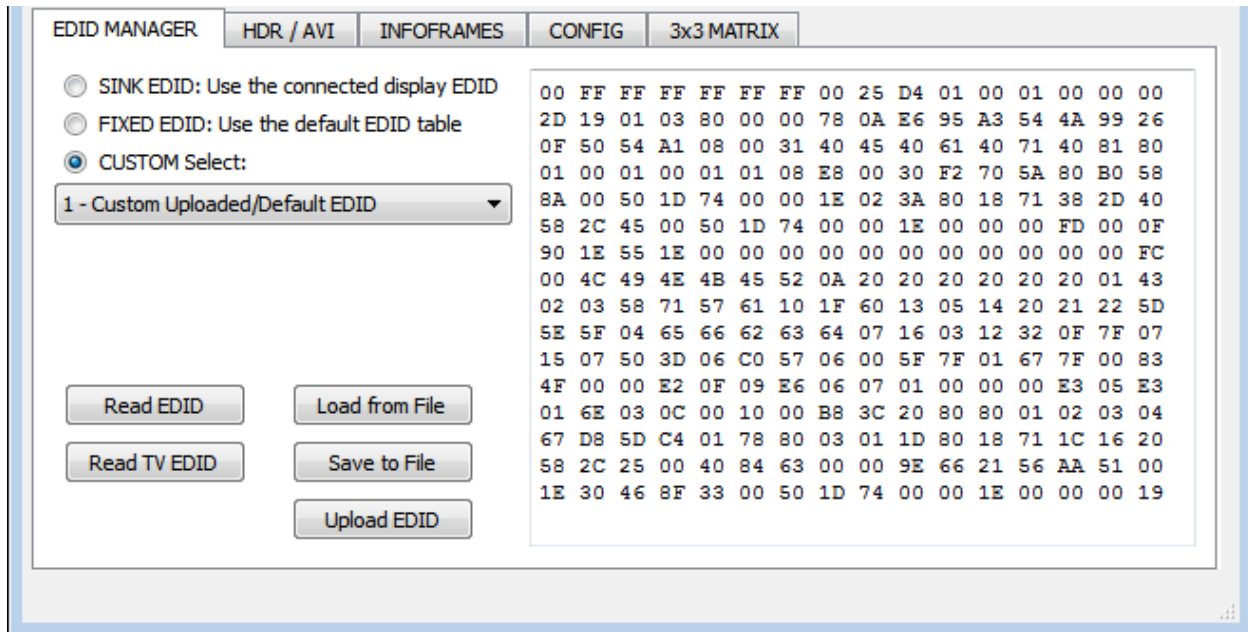 EDID MANAGER
HDR / AVI
INFOFRAMES
CONFIG
3x3 MATRIX
SINK EDID: Use the connected display EDID
FIXED EDID: Use the default EDID table
CUSTOM Select:
1 - Custom Uploaded/Default EDID
Read EDID
Load from File
Read TV EDID
Save to File
Upload EDID
00 FF FF FF FF FF FF 00 25 D4 01 00 01 00 00 00
2D 19 01 03 80 00 00 78 0A E6 95 A3 54 4A 99 26
0F 50 54 A1 08 00 31 40 45 40 61 40 71 40 81 80
01 00 01 00 01 01 08 E8 00 30 F2 70 5A 80 B0 58
8A 00 50 1D 74 00 00 1E 02 3A 80 18 71 38 2D 40
58 2C 45 00 50 1D 74 00 00 1E 00 00 00 FD 00 0F
90 1E 55 1E 00 00 00 00 00 00 00 00 00 00 00 FC
00 4C 49 4E 4B 45 52 0A 20 20 20 20 20 20 01 43
02 03 58 71 57 61 10 1F 60 13 05 14 20 21 22 5D
5E 5F 04 65 66 62 63 64 07 16 03 12 32 0F 7F 07
15 07 50 3D 06 C0 57 06 00 5F 7F 01 67 7F 00 83
4F 00 00 E2 0F 09 E6 06 07 01 00 00 00 E3 05 E3
01 6E 03 0C 00 10 00 B8 3C 20 80 80 01 02 03 04
67 D8 5D C4 01 78 80 03 01 1D 80 18 71 1C 16 20
58 2C 25 00 40 84 63 00 00 9E 66 21 56 AA 51 00
1E 30 46 8F 33 00 50 1D 74 00 00 1E 00 00 00 19